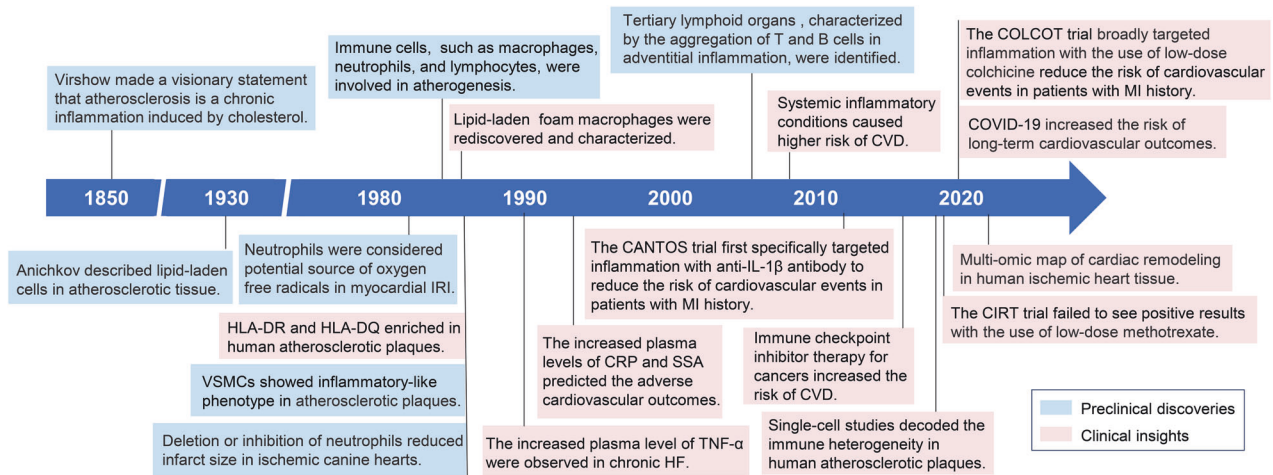 Virshow made a visionary statement
that atherosclerosis is a chronic
inflammation induced by cholesterol.
Immune cells, such as macrophages,
neutrophils, and lymphocytes, were
involved in atherogenesis.
Lipid-laden foam macrophages were
rediscovered and characterized.
Tertiary lymphoid organs , characterized
by the aggregation of T and B cells in
adventitial inflammation, were identified.
Systemic inflammatory
conditions caused
higher risk of CVD.
The COLCOT trial broadly targeted
inflammation with the use of low-dose
colchicine reduce the risk of cardiovascular
events in patients with MI history.
COVID-19 increased the risk of
long-term cardiovascular outcomes.
1850 1930 1980 1990 2000 2010 2020
Anichkov described lipid-laden
cells in atherosclerotic tissue.
Neutrophils were considered
potential source of oxygen
free radicals in myocardial IRI.
HLA-DR and HLA-DQ enriched in
human atherosclerotic plaques.
VSMCs showed inflammatory-like
phenotype in atherosclerotic plaques.
Deletion or inhibition of neutrophils reduced
infarct size in ischemic canine hearts.
The increased plasma level of TNF-α
were observed in chronic HF.
The increased plasma
levels of CRP and SSA
predicted the adverse
cardiovascular outcomes.
The CANTOS trial first specifically targeted
inflammation with anti-IL-1β antibody to
reduce the risk of cardiovascular events in
patients with MI history.
Immune checkpoint
inhibitor therapy for
cancers increased the
risk of CVD.
Single-cell studies decoded the
immune heterogeneity in
human atherosclerotic plaques.
Multi-omic map of cardiac remodeling
in human ischemic heart tissue.
The CIRT trial failed to see positive results
with the use of low-dose methotrexate.
Preclinical discoveries
Clinical insights